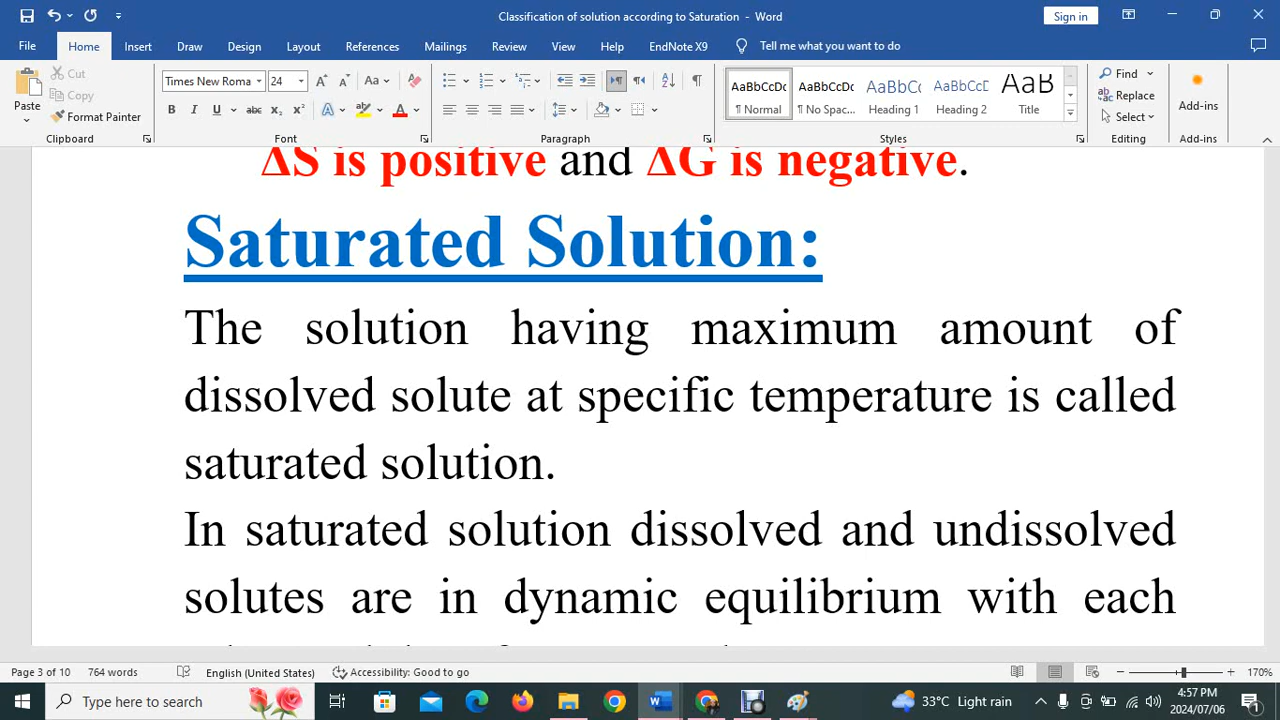 Classification of solution according to Saturation - Word
Sign in
File Home Insert Draw Design Layout References Mailings Review View Help EndNote X9 Tell me what you want to do
Paste
Cut
Copy
Format Painter
Clipboard
Times New Roma 24
Font
Paragraph
AaBbCcDc AaBbCcDc AaBbCc AaBbCcD AaB
¶ Normal ¶ No Spac... Heading 1 Heading 2 Title
Styles
Find
Replace
Select
Editing
Add-ins
Add-ins
ΔS is positive and ΔG is negative.
Saturated Solution:
The solution having maximum amount of
dissolved solute at specific temperature is called
saturated solution.
In saturated solution dissolved and undissolved
solutes are in dynamic equilibrium with each
Page 3 of 10 764 words English (United States) Accessibility: Good to go 170%
Type here to search
33°C Light rain
4:57 PM
2024/07/06
1